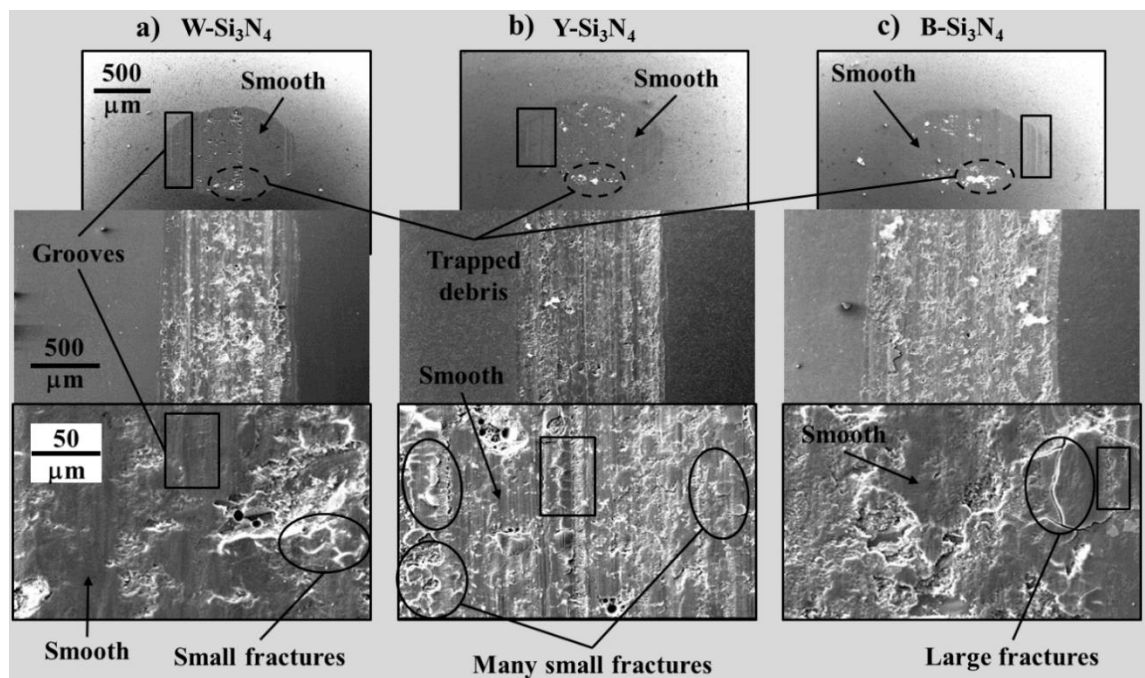 a) W-Si₃N₄
b) Y-Si₃N₄
c) B-Si₃N₄
500
μm
Smooth
Smooth
Smooth
Grooves
Trapped
debris
500
μm
Smooth
50
μm
Smooth
Smooth
Small fractures
Many small fractures
Large fractures